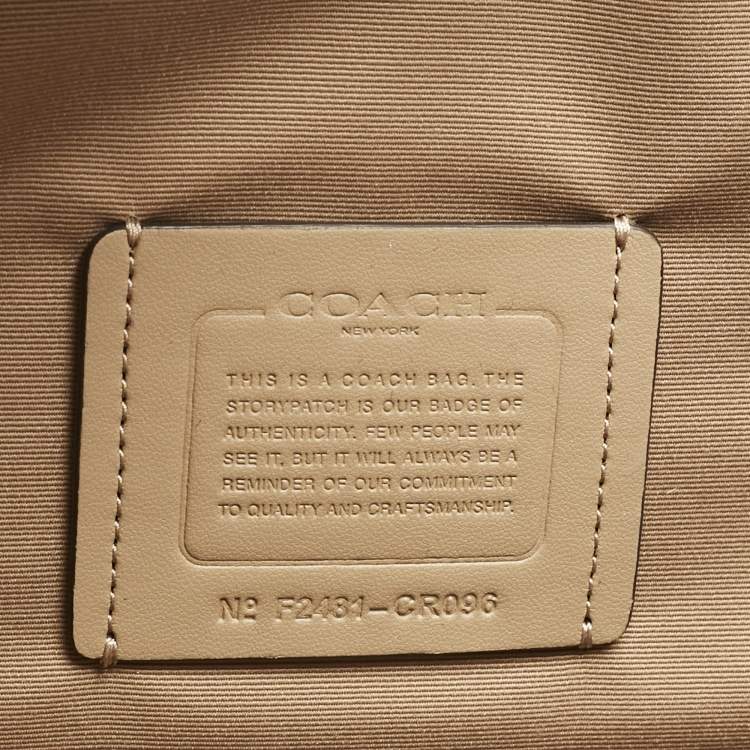 COACH
NEW YORK
THIS IS A COACH BAG. THE
STORYPATCH IS OUR BADGE OF
AUTHENTICITY. FEW PEOPLE MAY
SEE IT, BUT IT WILL ALWAYS BE A
REMINDER OF OUR COMMITMENT
TO QUALITY AND CRAFTSMANSHIP.
Nº F2431-CR096